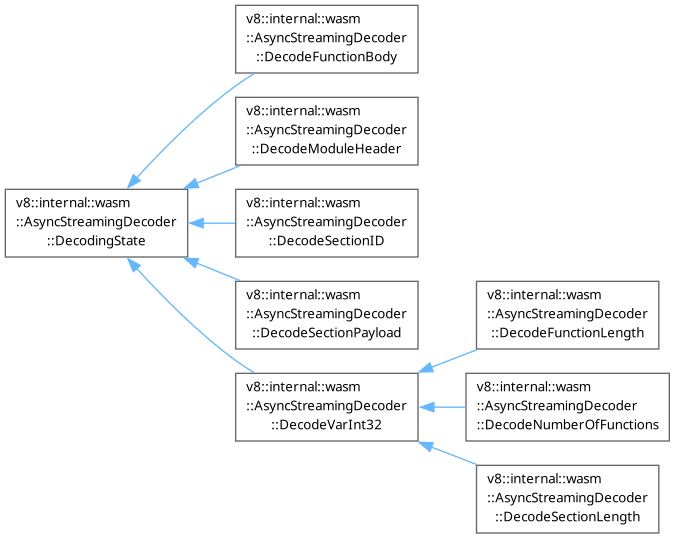 v8::internal::wasm
::AsyncStreamingDecoder
::DecodeFunctionBody
v8::internal::wasm
::AsyncStreamingDecoder
::DecodeModuleHeader
v8::internal::wasm
::AsyncStreamingDecoder
::DecodingState
v8::internal::wasm
::AsyncStreamingDecoder
::DecodeSectionID
v8::internal::wasm
::AsyncStreamingDecoder
::DecodeSectionPayload
v8::internal::wasm
::AsyncStreamingDecoder
::DecodeFunctionLength
v8::internal::wasm
::AsyncStreamingDecoder
::DecodeVarInt32
v8::internal::wasm
::AsyncStreamingDecoder
::DecodeNumberOfFunctions
v8::internal::wasm
::AsyncStreamingDecoder
::DecodeSectionLength